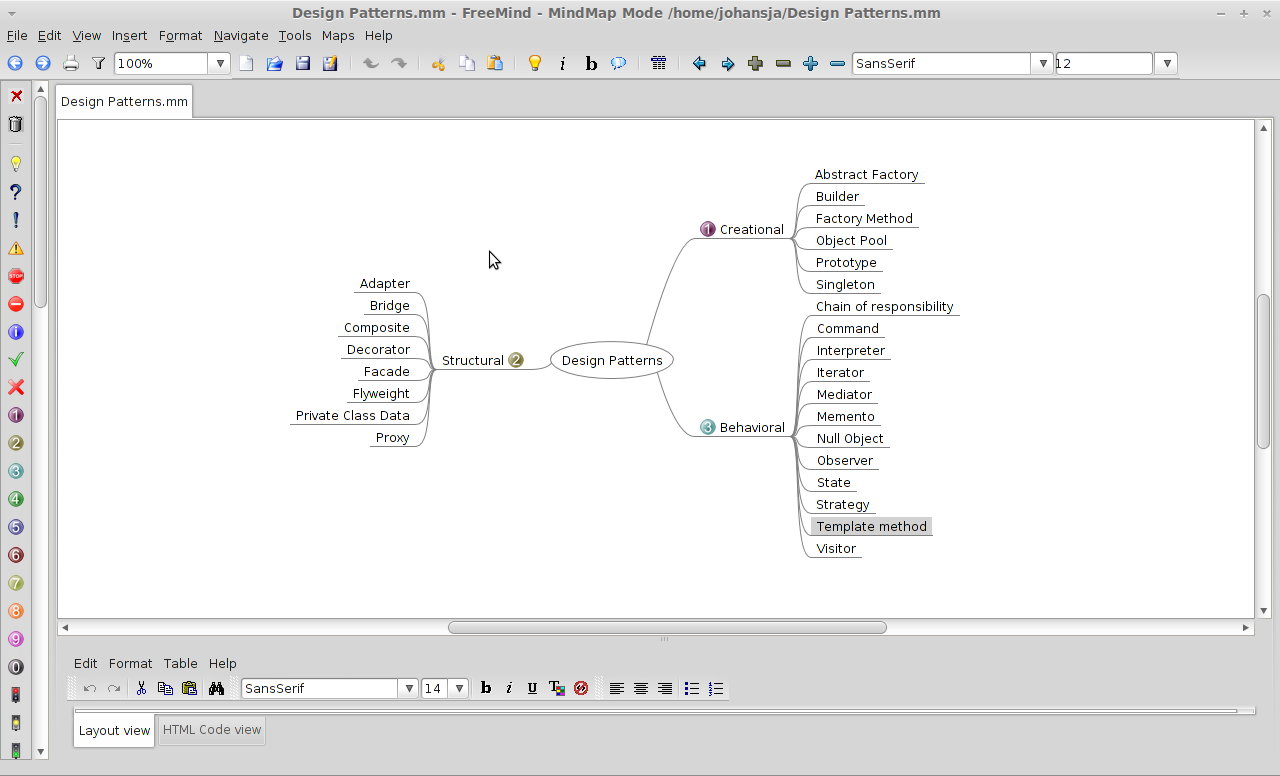 Design Patterns.mm - FreeMind - MindMap Mode /home/johansja/Design Patterns.mm
File Edit View Insert Format Navigate Tools Maps Help
100% i b SansSerif 12
Design Patterns.mm
Design Patterns
1 Creational
Abstract Factory
Builder
Factory Method
Object Pool
Prototype
Singleton
Structural 2
Adapter
Bridge
Composite
Decorator
Facade
Flyweight
Private Class Data
Proxy
3 Behavioral
Chain of responsibility
Command
Interpreter
Iterator
Mediator
Memento
Null Object
Observer
State
Strategy
Template method
Visitor
?
!
STOP
i
1
2
3
4
5
6
7
8
9
0
Edit Format Table Help
SansSerif 14 b i U T
Layout view HTML Code view